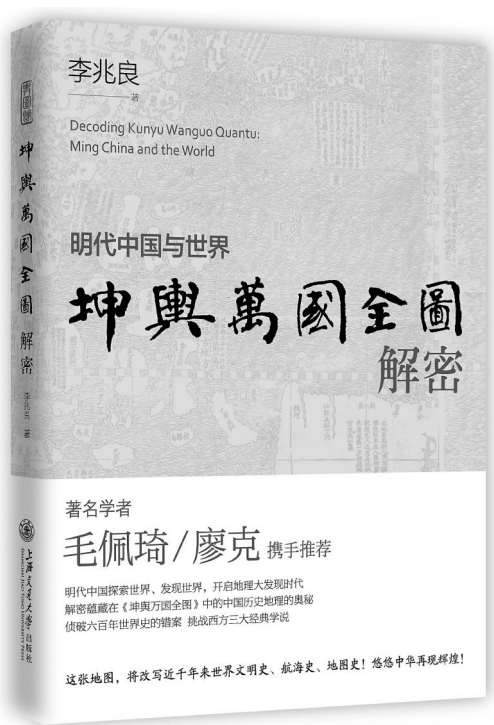 李兆良
著
Decoding Kunyu Wanguo Quantu:
Ming China and the World
明代中国与世界
坤輿萬國全圖
解密
著名学者
毛佩琦/廖克 携手推荐
明代中国探索世界、发现世界，开启地理大发现时代
解密蕴藏在《坤舆万国全图》中的中国历史地理的奥秘
侦破六百年世界史的错案 挑战西方三大经典学说
这张地图，将改写近千年来世界文明史、航海史、地图史！悠悠中华再现辉煌！
坤輿萬國全圖
解密
李兆良 著
上海交通大学出版社
SHANGHAI JIAO TONG UNIVERSITY PRESS